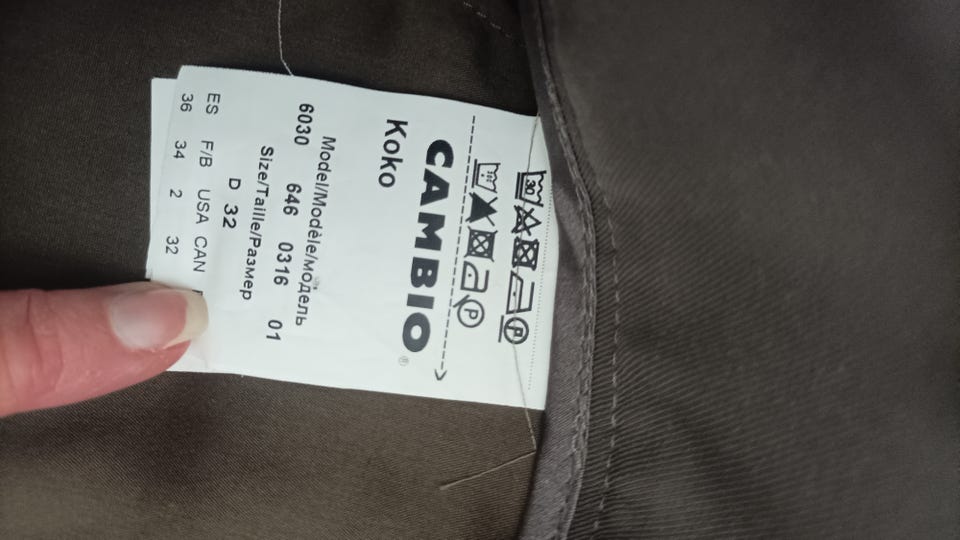 30 P
P
CAMBIO®
Koko
Model/Modèle/модель
6030 646 0316 01
Size/Taille/Размер
D 32
ES F/B USA CAN
36 34 2 32